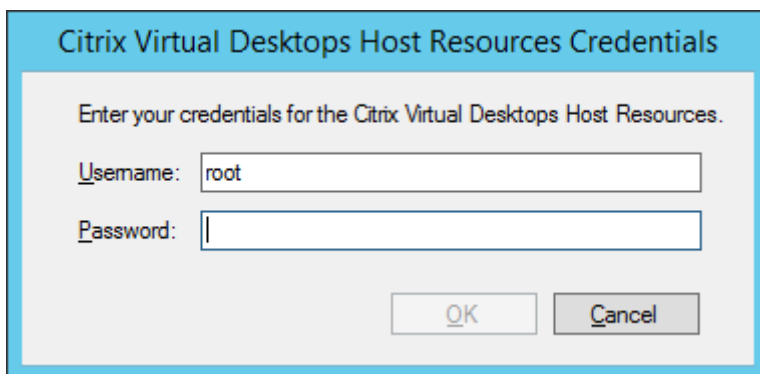 Citrix Virtual Desktops Host Resources Credentials
Enter your credentials for the Citrix Virtual Desktops Host Resources.
Username: root
Password:
OK Cancel